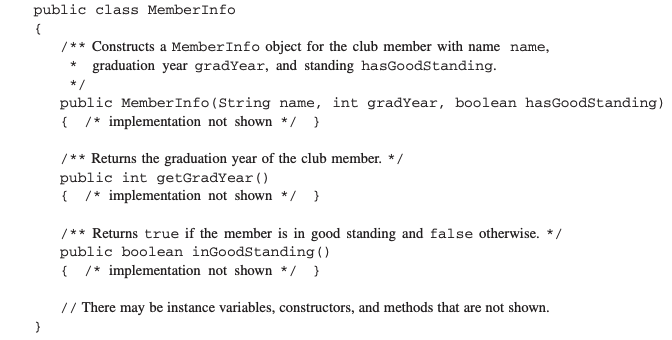 public class MemberInfo
{
/** Constructs a MemberInfo object for the club member with name name,
* graduation year gradYear, and standing hasGoodStanding.
*/
public MemberInfo(String name, int gradYear, boolean hasGoodStanding)
{ /* implementation not shown */ }
/** Returns the graduation year of the club member. */
public int getGradYear()
{ /* implementation not shown */ }
/** Returns true if the member is in good standing and false otherwise. */
public boolean inGoodStanding()
{ /* implementation not shown */ }
// There may be instance variables, constructors, and methods that are not shown.
}